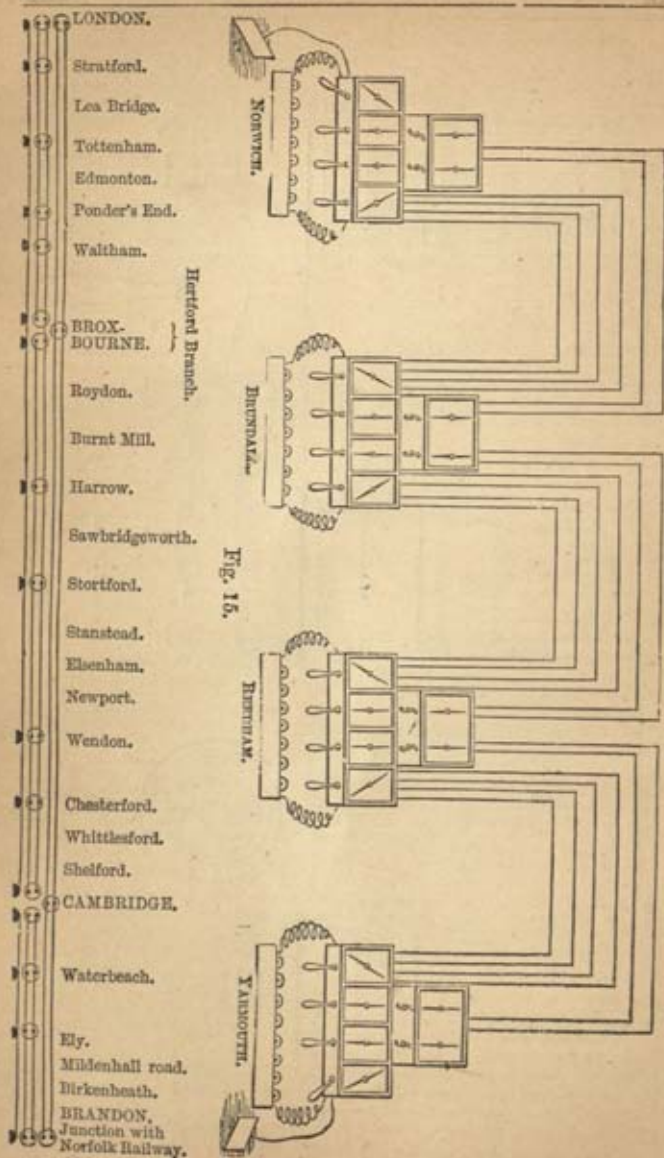 LONDON.
Stratford.
Lea Bridge.
Tottenham.
Edmonton.
Ponder's End.
Waltham.
BROX-
BOURNE.
Roydon.
Burnt Mill.
Harrow.
Sawbridgeworth.
Stortford.
Stanstead.
Elsenham.
Newport.
Wendon.
Chesterford.
Whittlesford.
Shelford.
CAMBRIDGE.
Waterbeach.
Ely.
Mildenhall road.
Birkenheath.
BRANDON,
Junction with
Norfolk Railway.
Hertford Branch.
Fig. 15.
NORWICH.
BRUNDALL.
REEDHAM.
YARMOUTH.